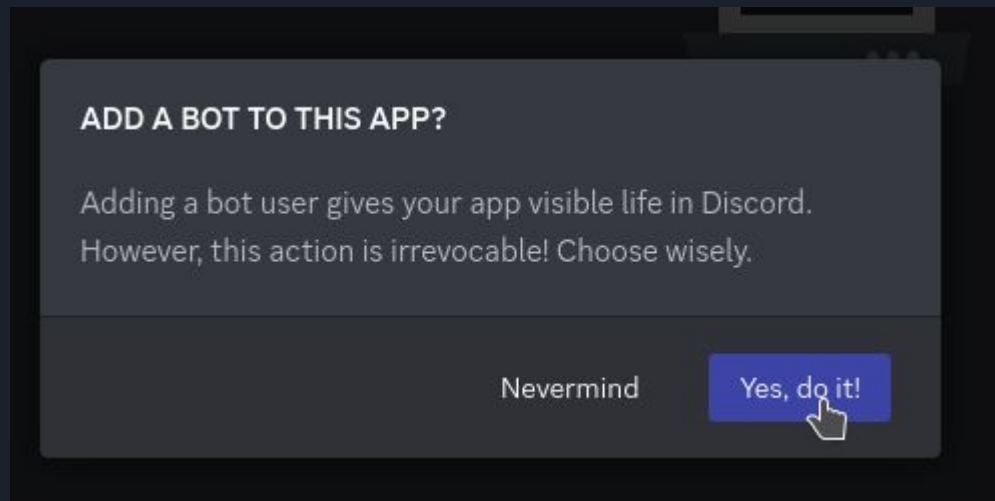 ADD A BOT TO THIS APP?
Adding a bot user gives your app visible life in Discord.
However, this action is irrevocable! Choose wisely.
Nevermind
Yes, do it!